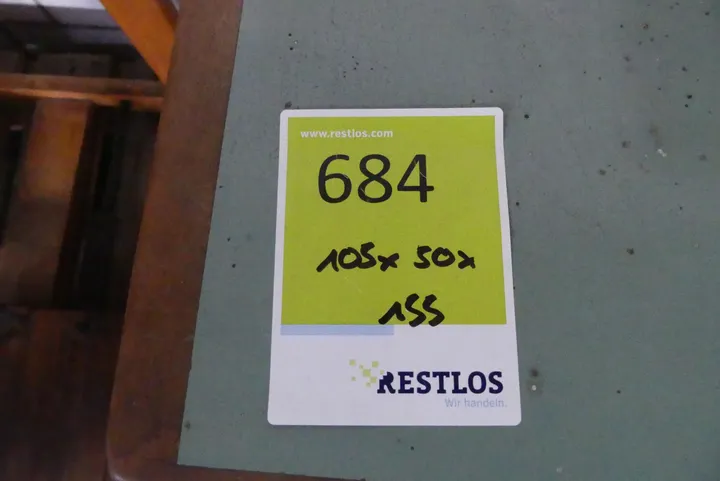 www.restlos.com
684
105x 50x
155
RESTLOS
Wir handeln.